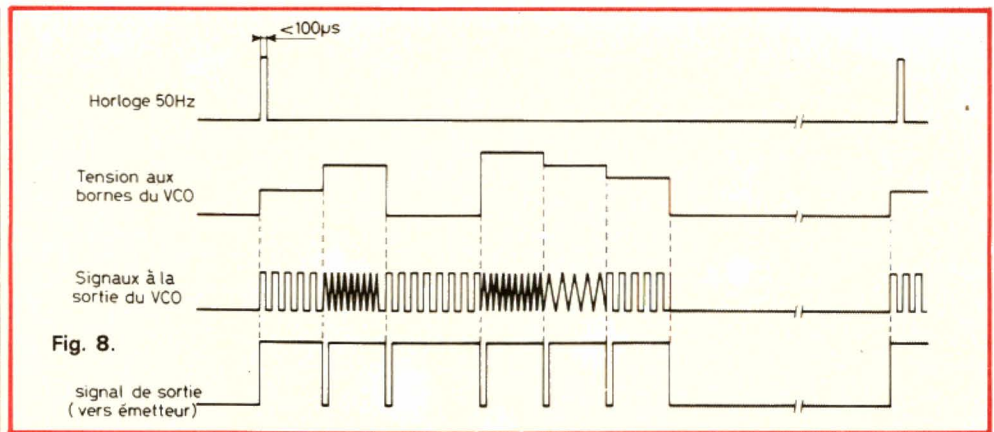 <100µs
Horloge 50Hz
Tension aux
bornes du VCO
Signaux à la
sortie du VCO
Fig. 8.
signal de sortie
( vers émetteur)